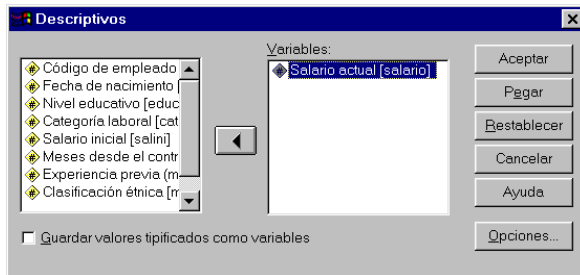 Descriptivos
Código de empleado
Fecha de nacimiento [
Nivel educativo [educ
Categoría laboral [cat
Salario inicial [salini]
Meses desde el contr
Experiencia previa (m
Clasificación étnica [m
Guardar valores tipificados como variables
Variables:
Salario actual [salario]
Aceptar
Pegar
Restablecer
Cancelar
Ayuda
Opciones...